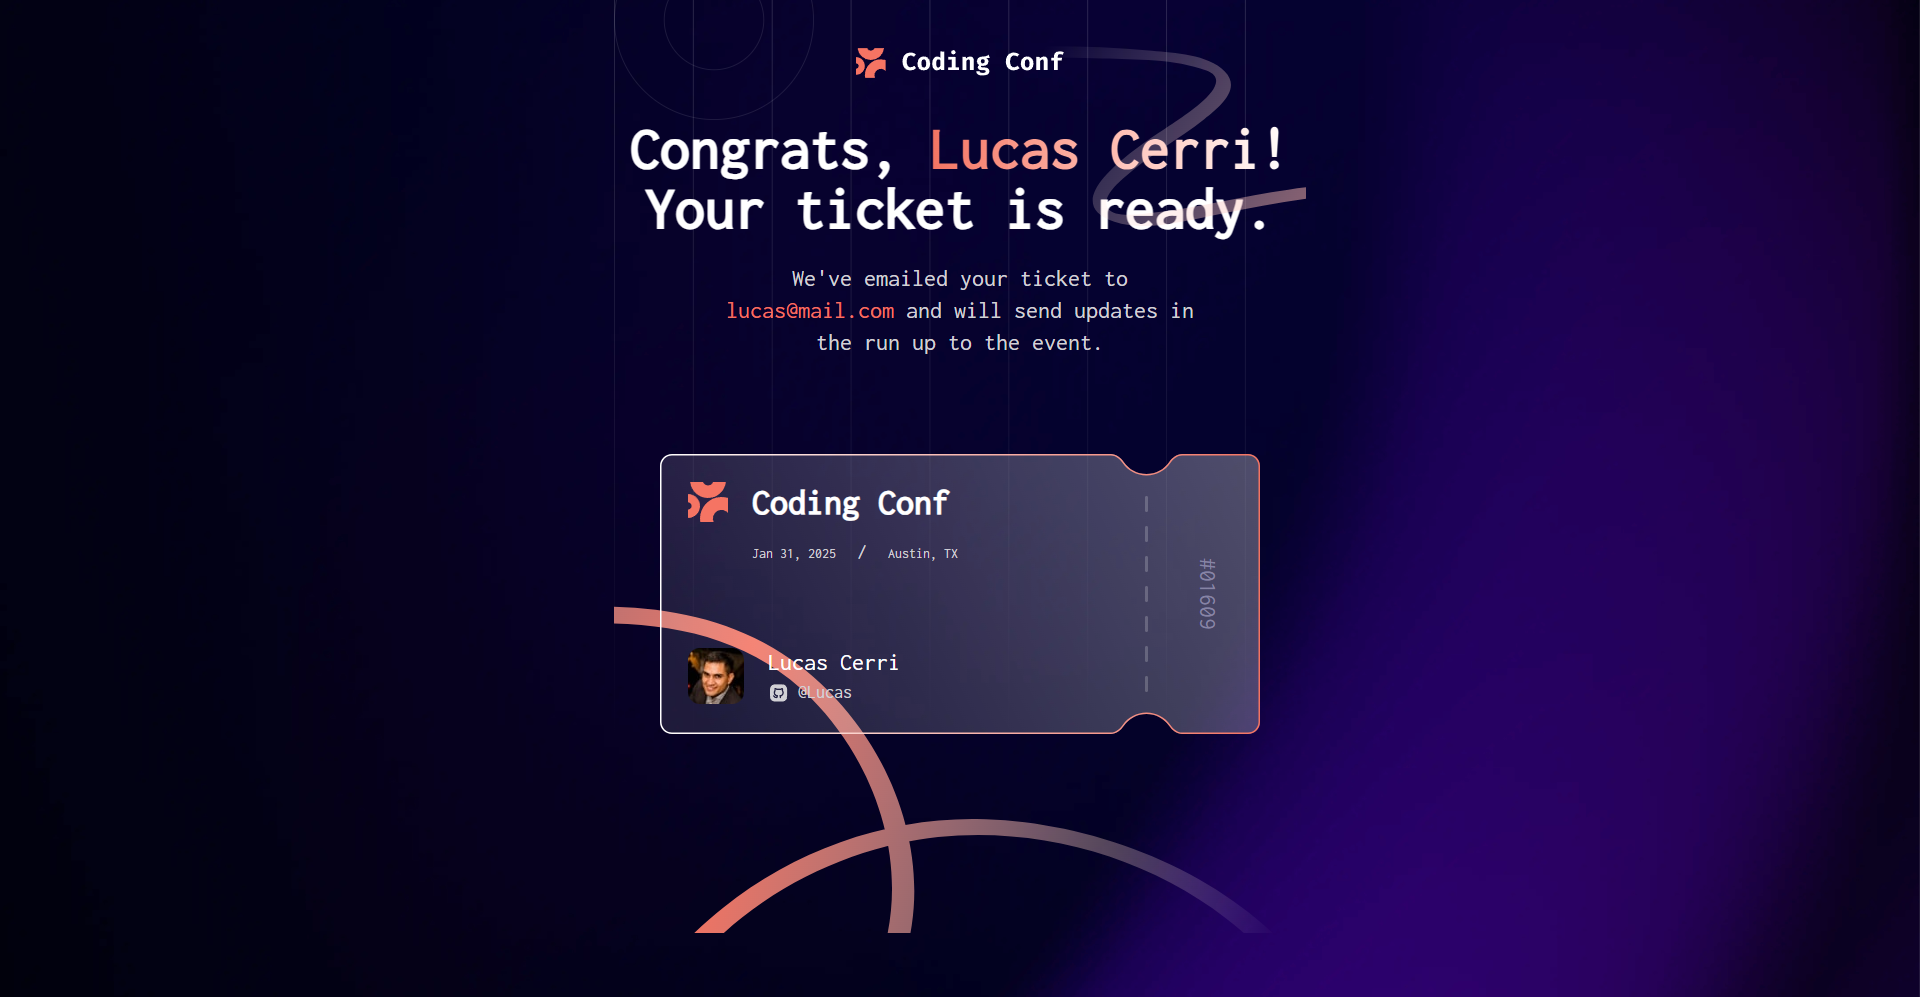 Coding Conf
Congrats, Lucas Cerri!
Your ticket is ready.
We've emailed your ticket to
lucas@mail.com and will send updates in
the run up to the event.
Coding Conf
Jan 31, 2025 / Austin, TX
#01609
Lucas Cerri
@Lucas